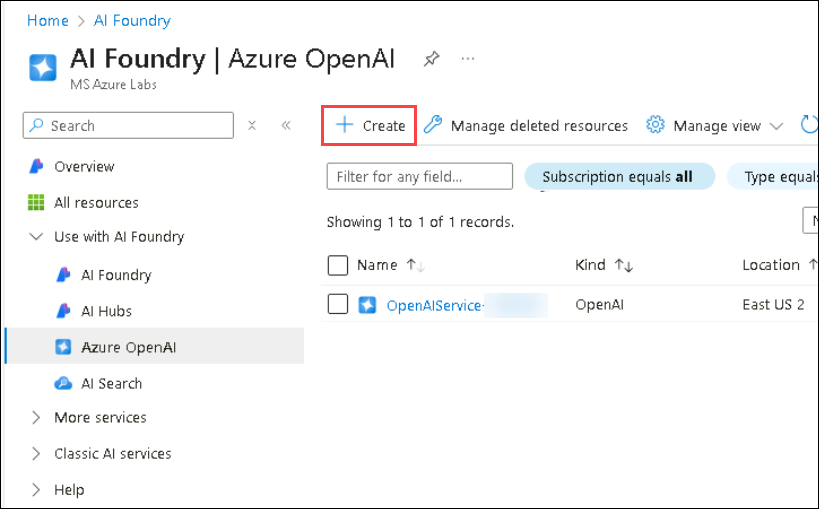 Home > AI Foundry
AI Foundry | Azure OpenAI ...
MS Azure Labs
Search
Overview
All resources
Use with AI Foundry
AI Foundry
AI Hubs
Azure OpenAI
AI Search
More services
Classic AI services
Help
+ Create Manage deleted resources Manage view
Filter for any field... Subscription equals all Type equals
Showing 1 to 1 of 1 records.
Name ↑↓ Kind ↑↓ Location ↑
OpenAIService- OpenAI East US 2